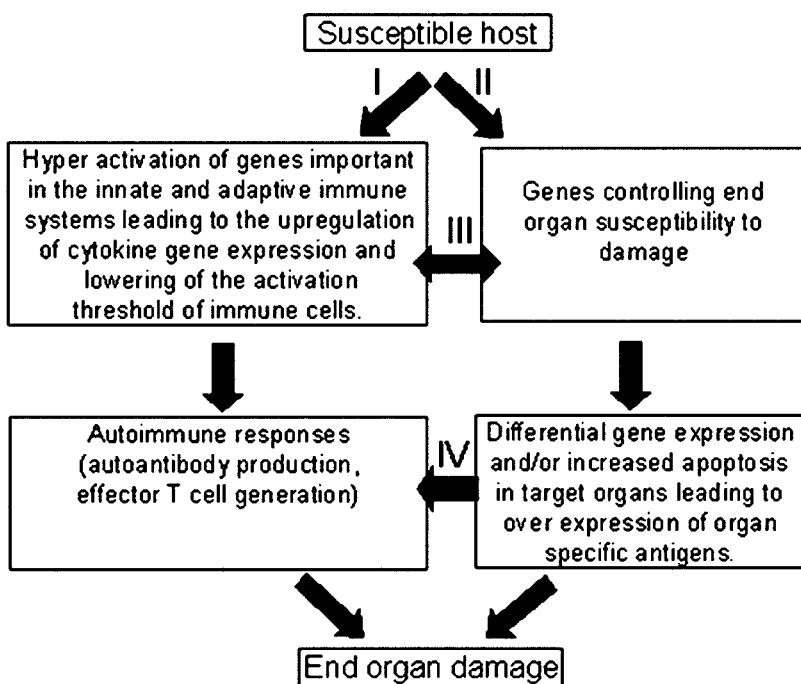 Susceptible host
I
II
Hyper activation of genes important
in the innate and adaptive immune
systems leading to the upregulation
of cytokine gene expression and
lowering of the activation
threshold of immune cells.
III
Genes controlling end
organ susceptibility to
damage
Autoimmune responses
(autoantibody production,
effector T cell generation)
IV
Differential gene expression
and/or increased apoptosis
in target organs leading to
over expression of organ
specific antigens.
End organ damage